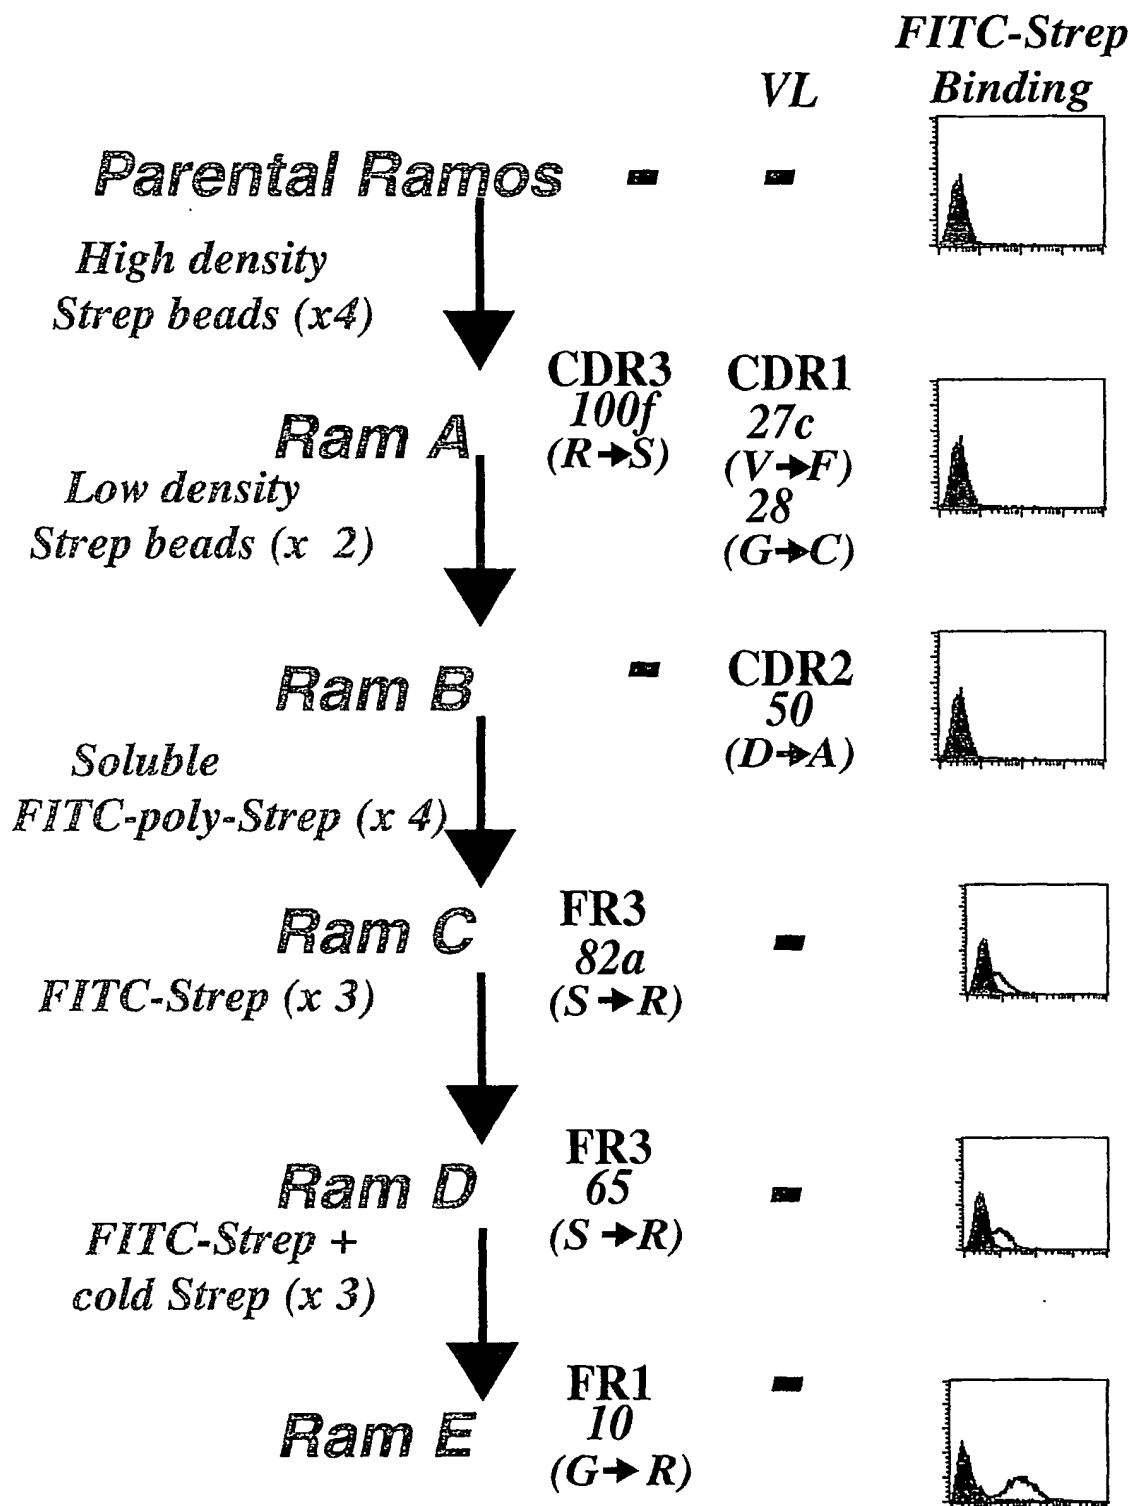 FITC-Strep
VL Binding
Parental Ramos - -
High density
Strep beads (x4)
CDR3 CDR1
100f 27c
Ram A (R→S) (V→F)
Low density 28
Strep beads (x 2) (G→C)
Ram B - CDR2
50
(D→A)
Soluble
FITC-poly-Strep (x 4)
Ram C FR3 -
82a
FITC-Strep (x 3) (S→R)
FR3
Ram D 65 -
FITC-Strep + (S→R)
cold Strep (x 3)
FR1 -
Ram E 10
(G→R)